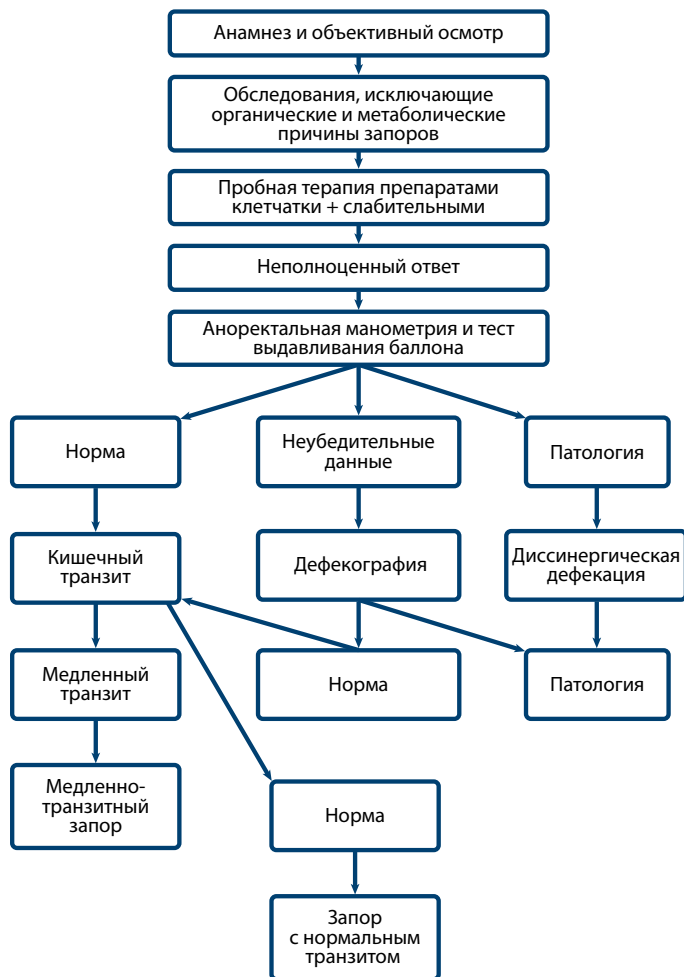 Анамнез и объективный осмотр
Обследования, исключающие
органические и метаболические
причины запоров
Пробная терапия препаратами
клетчатки + слабительными
Неполноценный ответ
Аноректальная манометрия и тест
выдавливания баллона
Норма
Неубедительные
данные
Патология
Кишечный
транзит
Дефекография
Диссинергическая
дефекация
Медленный
транзит
Норма
Патология
Медленно-
транзитный
запор
Норма
Запор
с нормальным
транзитом